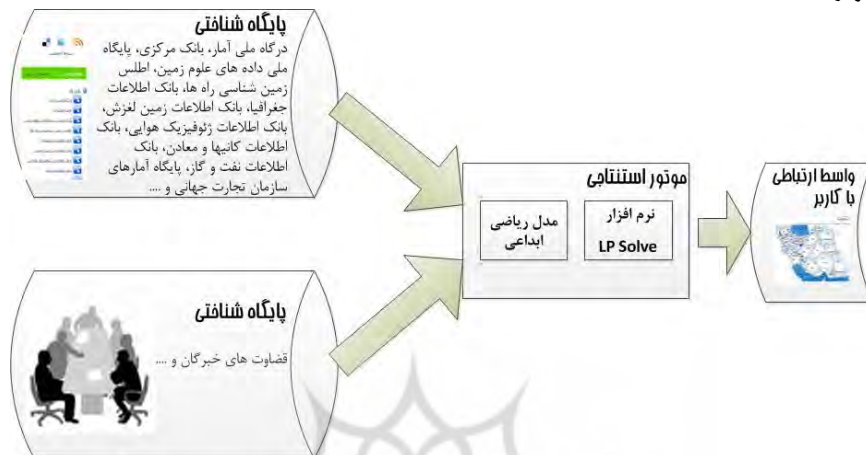 پایگاه شناختی
درگاه ملی آمار، بانک مرکزی، پایگاه
ملی داده های علوم زمین، اطلس
زمین شناسی راه ها، بانک اطلاعات
جغرافیا، بانک اطلاعات زمین لغزش،
بانک اطلاعات ژئوفیزیک هوایی، بانک
اطلاعات کانیها و معادن، بانک
اطلاعات نفت و گاز، پایگاه آمارهای
سازمان تجارت جهانی و ....
موتور استنتاجی
نرم افزار
LP Solve
مدل ریاضی
ابداعی
واسط ارتباطی
با کاربر
پایگاه شناختی
قضاوت های خبرگان و ....